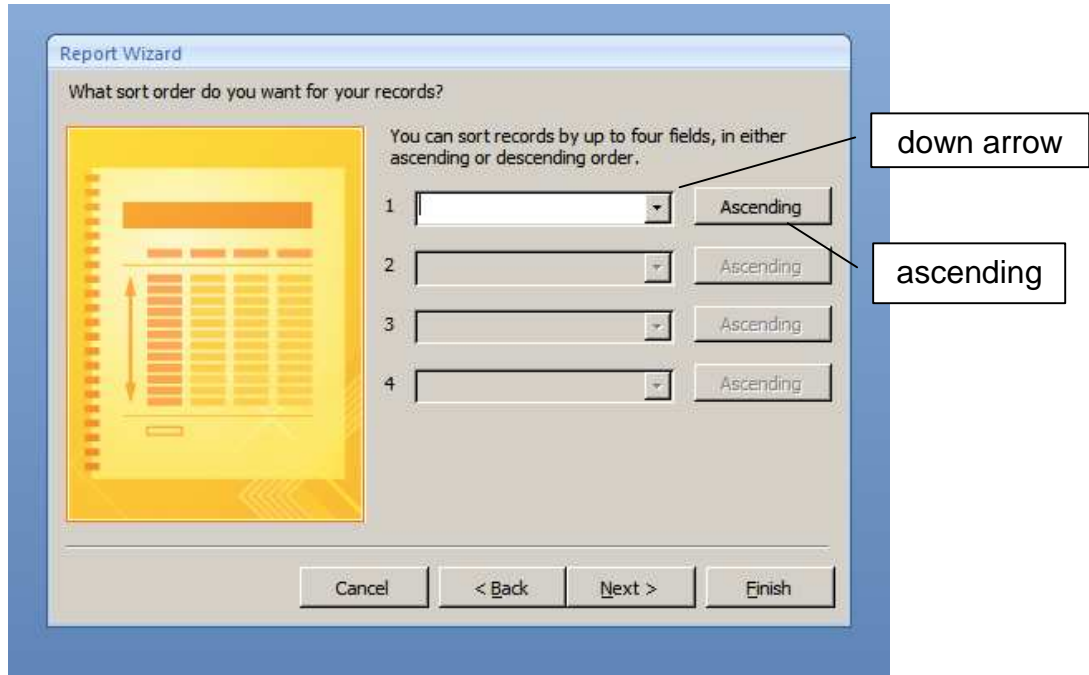 Report Wizard
What sort order do you want for your records?
You can sort records by up to four fields, in either
ascending or descending order.
down arrow
1 Ascending
ascending
2 Ascending
3 Ascending
4 Ascending
Cancel < Back Next > Finish